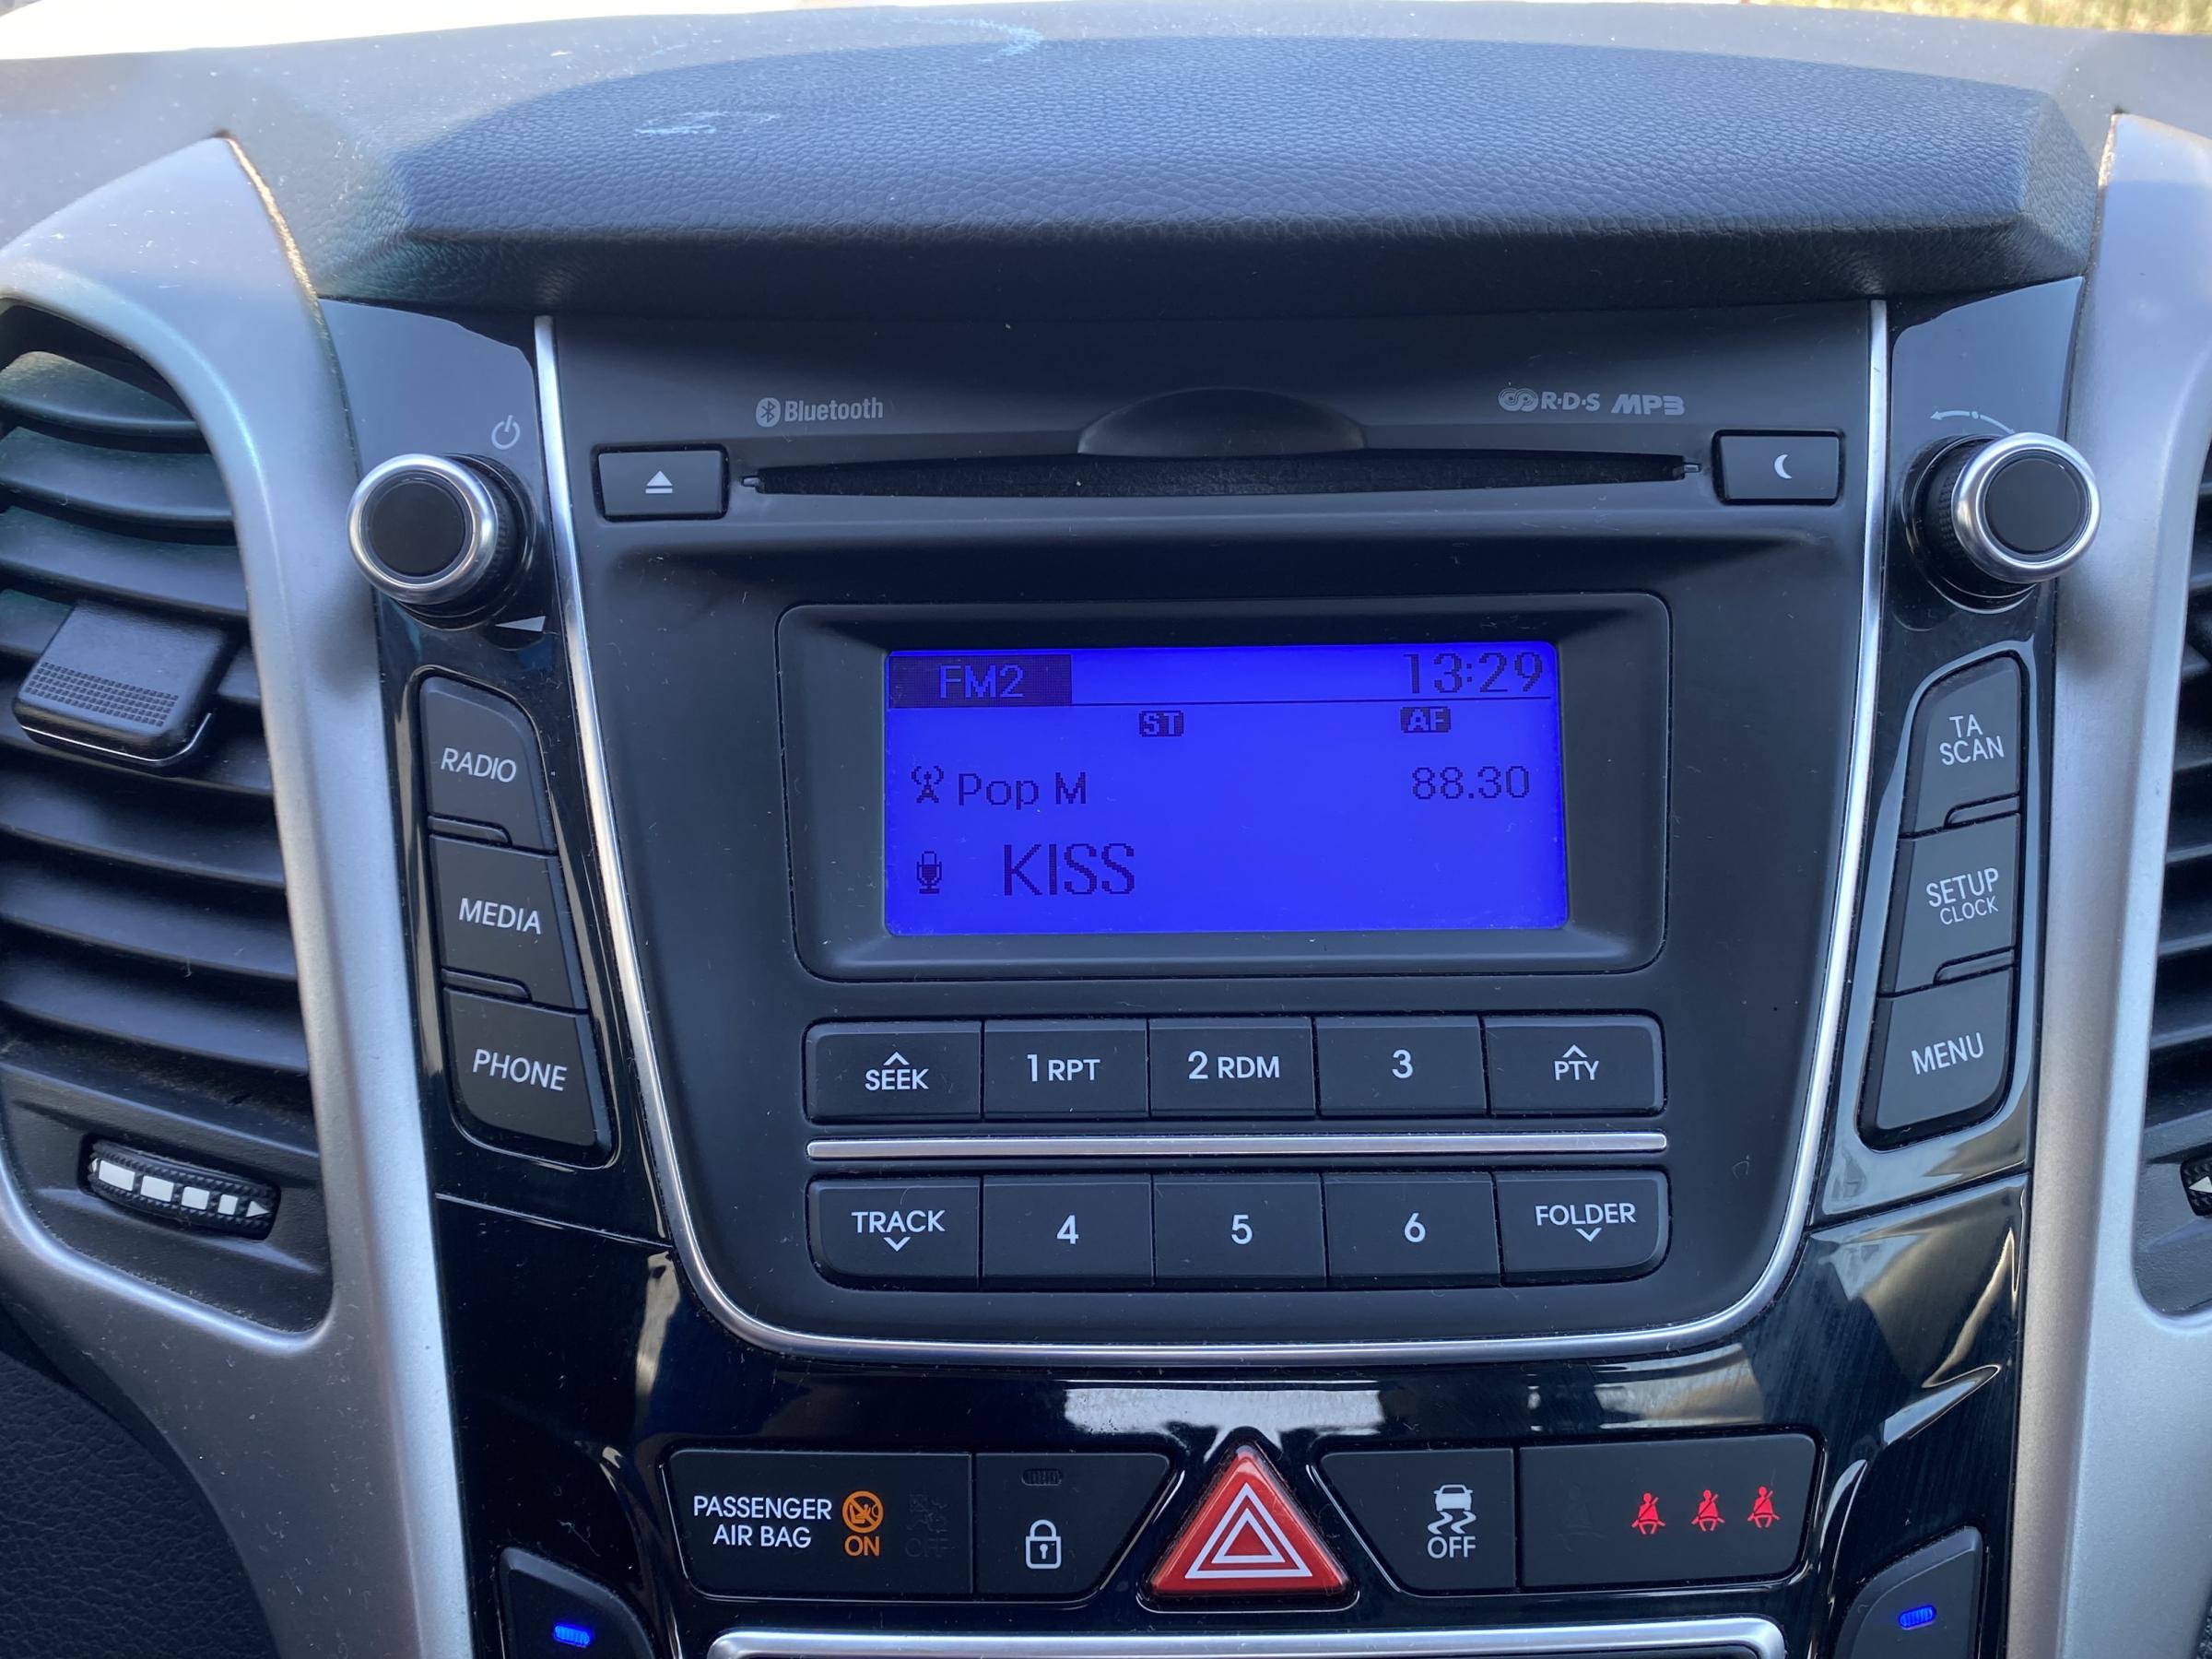 Bluetooth
R·D·S MP3
FM2 13:29
ST AF
Pop M 88.30
KISS
RADIO
MEDIA
PHONE
TA
SCAN
SETUP
CLOCK
MENU
SEEK 1 RPT 2 RDM 3 PTY
TRACK 4 5 6 FOLDER
PASSENGER
AIR BAG
ON OFF
OFF